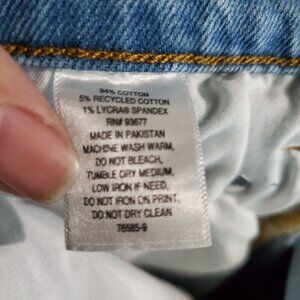 94% COTTON
5% RECYCLED COTTON
1% LYCRA® SPANDEX
RN# 93677
MADE IN PAKISTAN
MACHINE WASH WARM,
DO NOT BLEACH,
TUMBLE DRY MEDIUM,
LOW IRON IF NEED,
DO NOT IRON ON PRINT,
DO NOT DRY CLEAN
76585-9